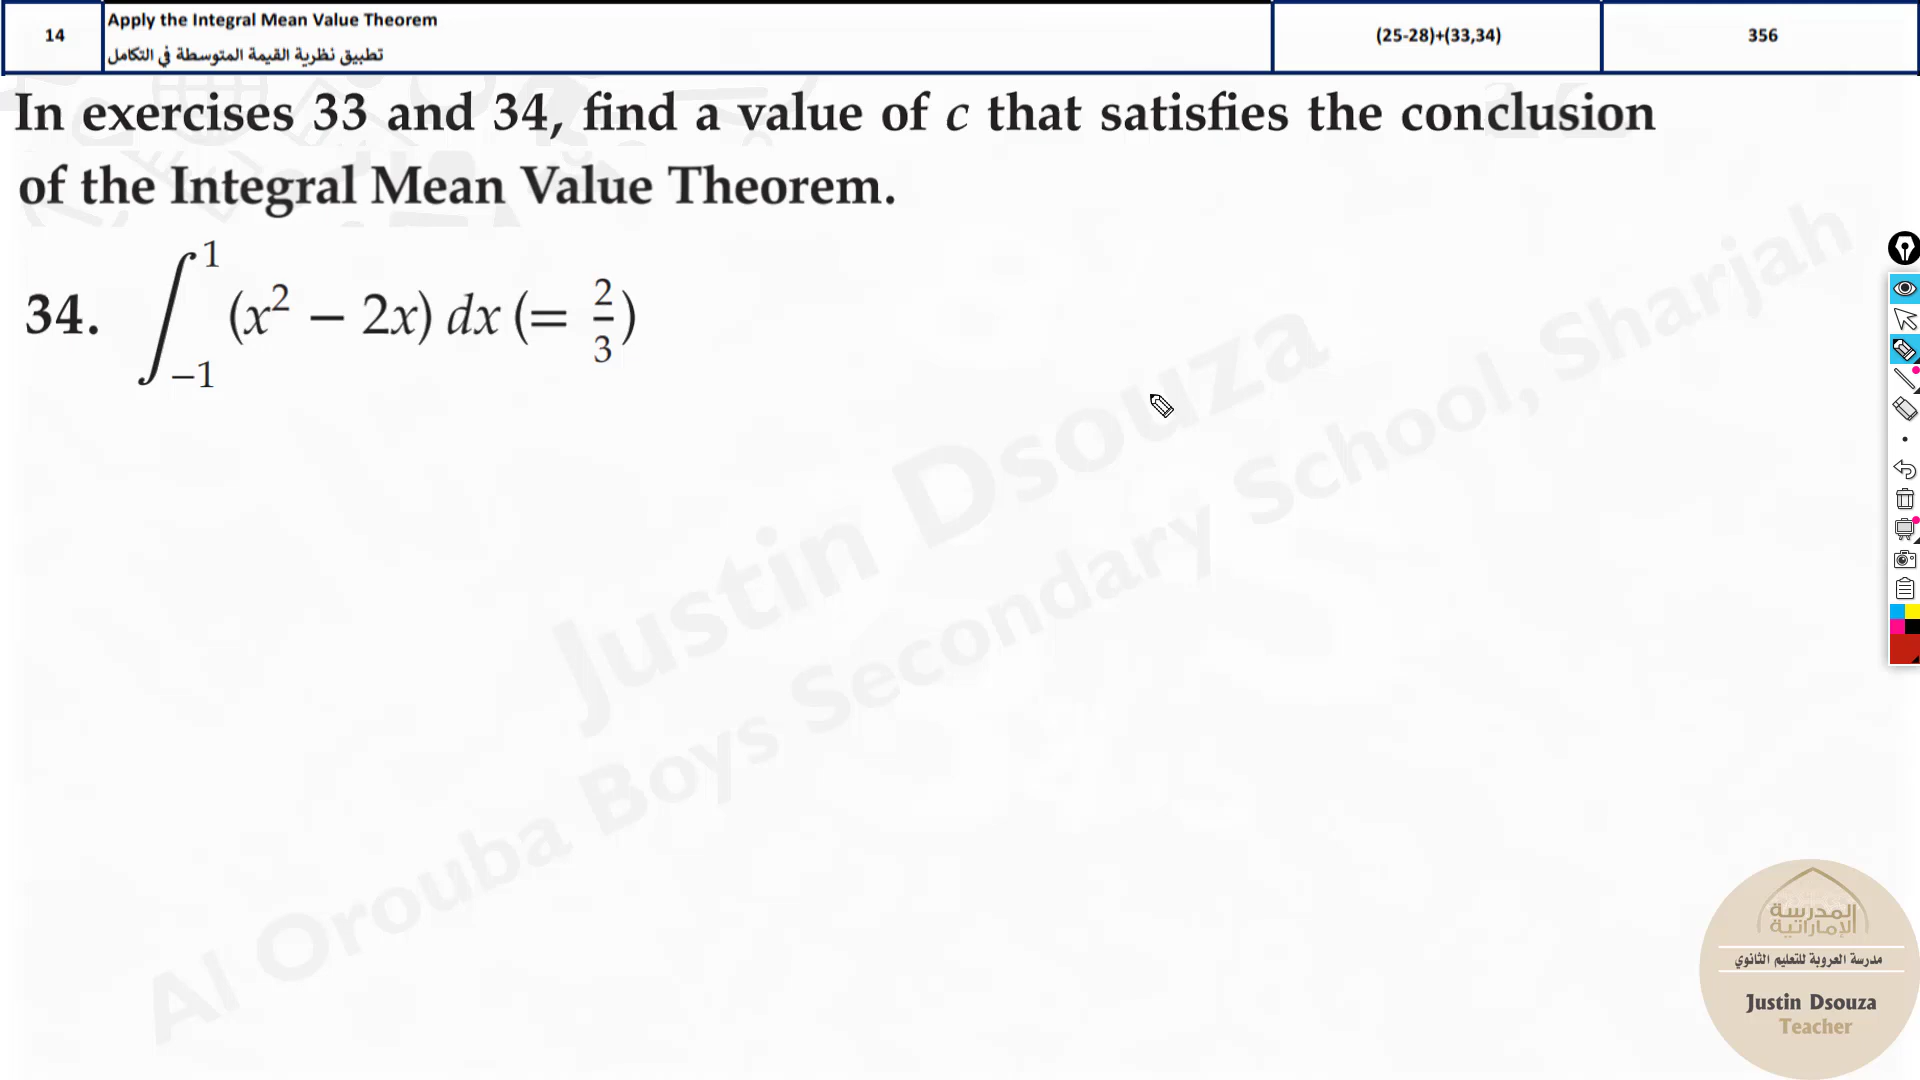 14
Apply the Integral Mean Value Theorem
تطبيق نظرية القيمة المتوسطة في التكامل
(25-28)+(33,34)
356
In exercises 33 and 34, find a value of c that satisfies the conclusion
of the Integral Mean Value Theorem.
34. ∫_{-1}^{1} (x² − 2x) dx (= 2/3)
Justin Dsouza
Al Orouba Boys Secondary School, Sharjah
المدرسة
الإماراتية
مدرسة العروبة للتعليم الثانوي
Justin Dsouza
Teacher